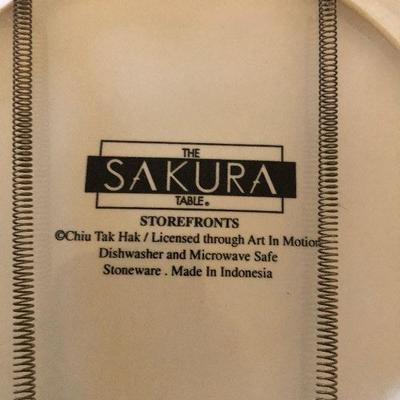 THE
SAKURA
TABLE®
STOREFRONTS
©Chiu Tak Hak / Licensed through Art In Motion
Dishwasher and Microwave Safe
Stoneware . Made In Indonesia